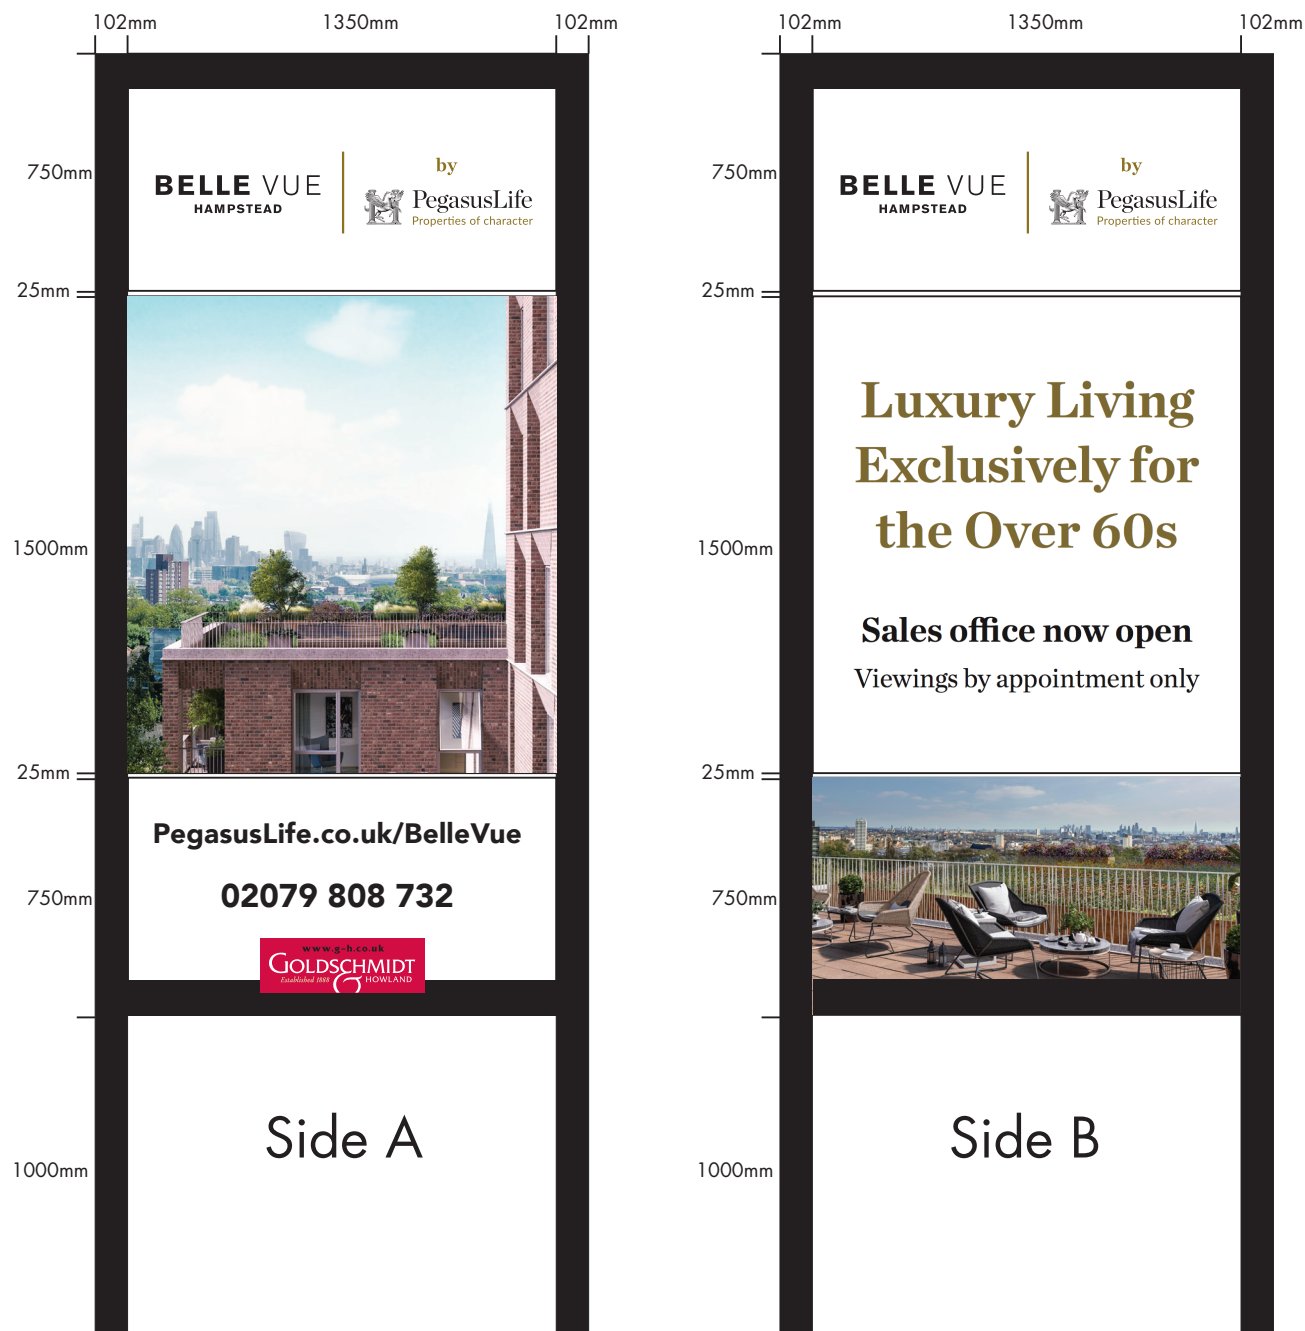 102mm 1350mm 102mm
750mm
BELLE VUE
HAMPSTEAD
by
PegasusLife
Properties of character
25mm
1500mm
25mm
PegasusLife.co.uk/BelleVue
750mm
02079 808 732
www.g-h.co.uk
GOLDSCHMIDT
Established 1888 & HOWLAND
Side A
1000mm
102mm 1350mm 102mm
750mm
BELLE VUE
HAMPSTEAD
by
PegasusLife
Properties of character
25mm
Luxury Living
Exclusively for
the Over 60s
1500mm
Sales office now open
Viewings by appointment only
25mm
750mm
Side B
1000mm